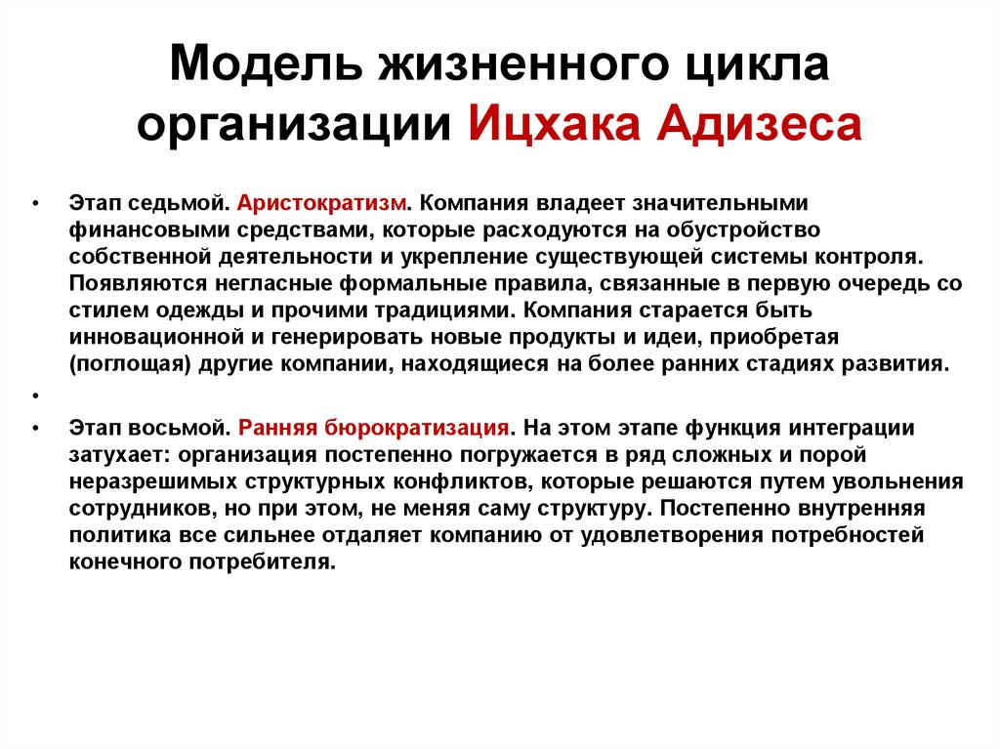 Модель жизненного цикла
организации Ицхака Адизеса
• Этап седьмой. Аристократизм. Компания владеет значительными
финансовыми средствами, которые расходуются на обустройство
собственной деятельности и укрепление существующей системы контроля.
Появляются негласные формальные правила, связанные в первую очередь со
стилем одежды и прочими традициями. Компания старается быть
инновационной и генерировать новые продукты и идеи, приобретая
(поглощая) другие компании, находящиеся на более ранних стадиях развития.
•
• Этап восьмой. Ранняя бюрократизация. На этом этапе функция интеграции
затухает: организация постепенно погружается в ряд сложных и порой
неразрешимых структурных конфликтов, которые решаются путем увольнения
сотрудников, но при этом, не меняя саму структуру. Постепенно внутренняя
политика все сильнее отдаляет компанию от удовлетворения потребностей
конечного потребителя.